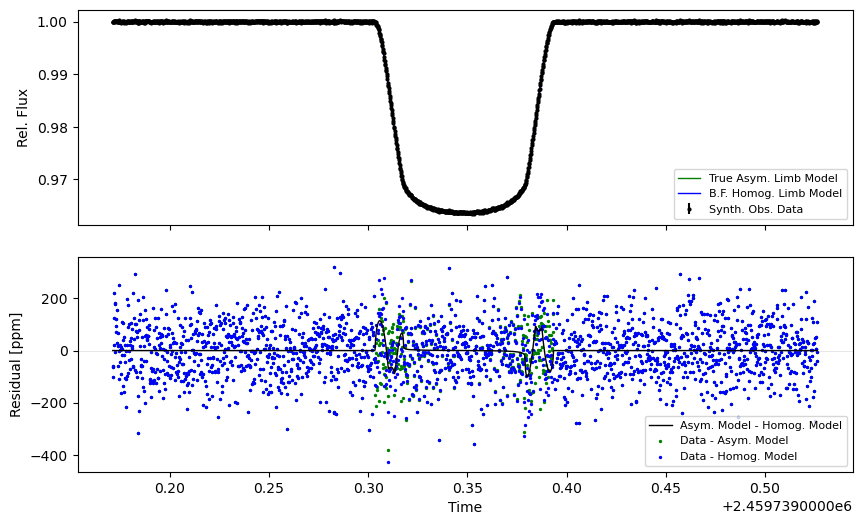 1.00
0.99
0.98
0.97
Rel. Flux
True Asym. Limb Model
B.F. Homog. Limb Model
Synth. Obs. Data
200
0
−200
−400
Residual [ppm]
Asym. Model - Homog. Model
Data - Asym. Model
Data - Homog. Model
0.20 0.25 0.30 0.35 0.40 0.45 0.50
Time
+2.4597390000e6